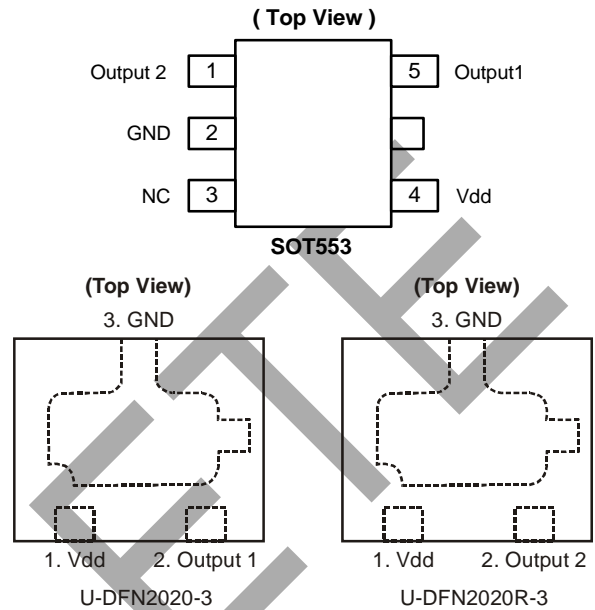 ( Top View )
Output 2 1 5 Output1
GND 2
NC 3 4 Vdd
SOT553
(Top View) (Top View)
3. GND 3. GND
1. Vdd 2. Output 1 1. Vdd 2. Output 2
U-DFN2020-3 U-DFN2020R-3